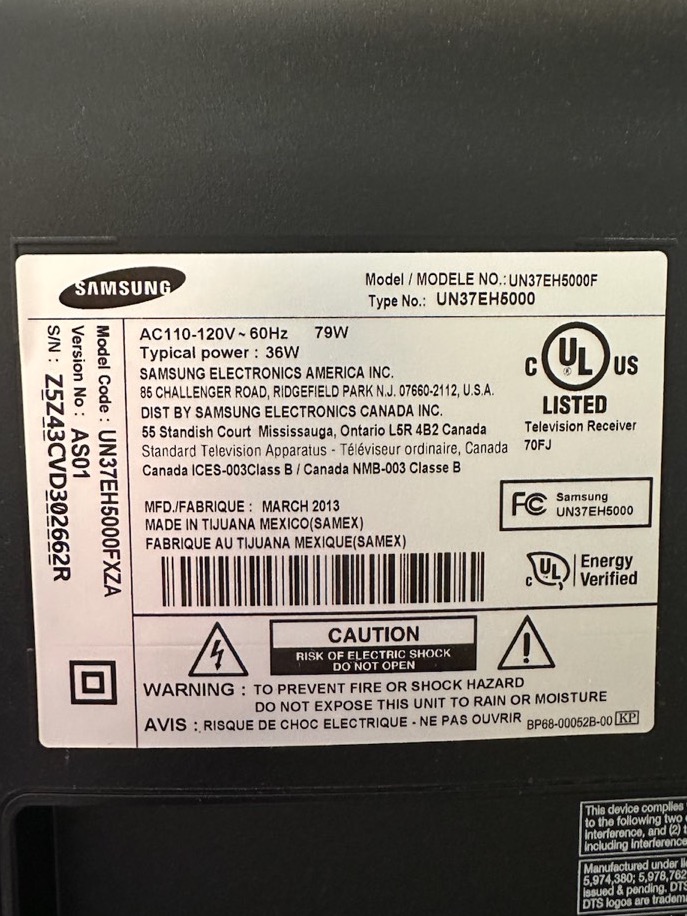 SAMSUNG
Model / MODELE NO.: UN37EH5000F
Type No.: UN37EH5000
Model Code : UN37EH5000FXZA
Version No : AS01
S/N : Z5Z43CVD302662R
AC110-120V ~ 60Hz 79W
Typical power : 36W
SAMSUNG ELECTRONICS AMERICA INC.
85 CHALLENGER ROAD, RIDGEFIELD PARK N.J. 07660-2112, U.S.A.
DIST BY SAMSUNG ELECTRONICS CANADA INC.
55 Standish Court Mississauga, Ontario L5R 4B2 Canada
Standard Television Apparatus - Téléviseur ordinaire, Canada
Canada ICES-003Class B / Canada NMB-003 Classe B
C UL ® US
LISTED
Television Receiver
70FJ
MFD./FABRIQUE : MARCH 2013
MADE IN TIJUANA MEXICO(SAMEX)
FABRIQUE AU TIJUANA MEXIQUE(SAMEX)
FC Samsung
UN37EH5000
C UL Energy
Verified
CAUTION
RISK OF ELECTRIC SHOCK
DO NOT OPEN
WARNING : TO PREVENT FIRE OR SHOCK HAZARD
DO NOT EXPOSE THIS UNIT TO RAIN OR MOISTURE
AVIS : RISQUE DE CHOC ELECTRIQUE - NE PAS OUVRIR
BP68-00052B-00 KP
This device complies
to the following two
interference, and (2) t
including interference
Manufactured under li
5,974,380; 5,978,762
issued & pending. DTS
DTS logos are tradem